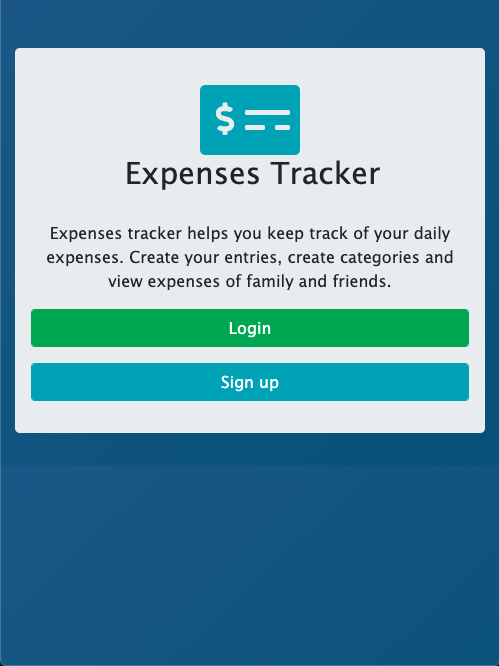 $
Expenses Tracker
Expenses tracker helps you keep track of your daily
expenses. Create your entries, create categories and
view expenses of family and friends.
Login
Sign up